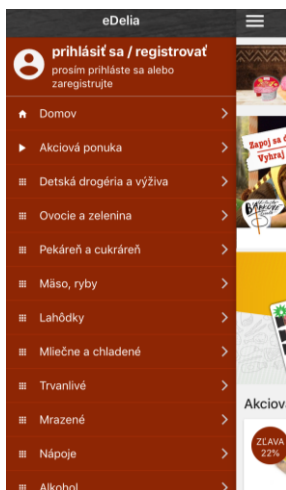 eDelia
prihlásiť sa / registrovať
prosím prihláste sa alebo
zaregistrujte
Domov
Akciová ponuka
Detská drogéria a výživa
Ovocie a zelenina
Pekáreň a cukráreň
Mäso, ryby
Lahôdky
Mliečne a chladené
Trvanlivé
Mrazené
Nápoje
Alkohol
Zapoj sa d
Vyhraj
Akciov
ZĽAVA
22%